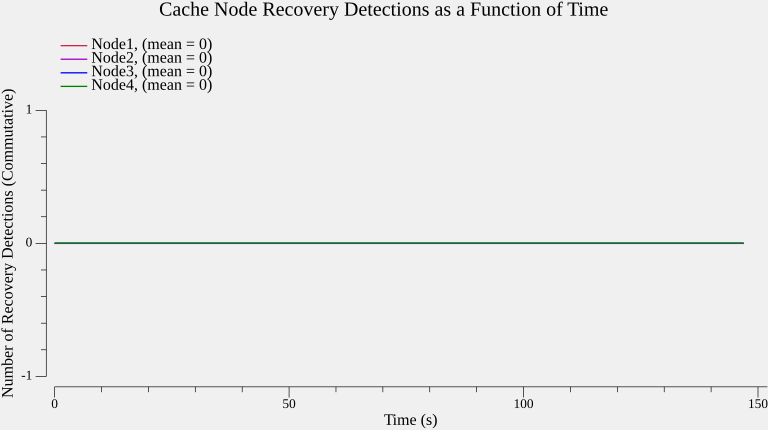 Cache Node Recovery Detections as a Function of Time
Node1, (mean = 0)
Node2, (mean = 0)
Node3, (mean = 0)
Node4, (mean = 0)
Number of Recovery Detections (Commutative)
1
0
-1
0
50
100
150
Time (s)